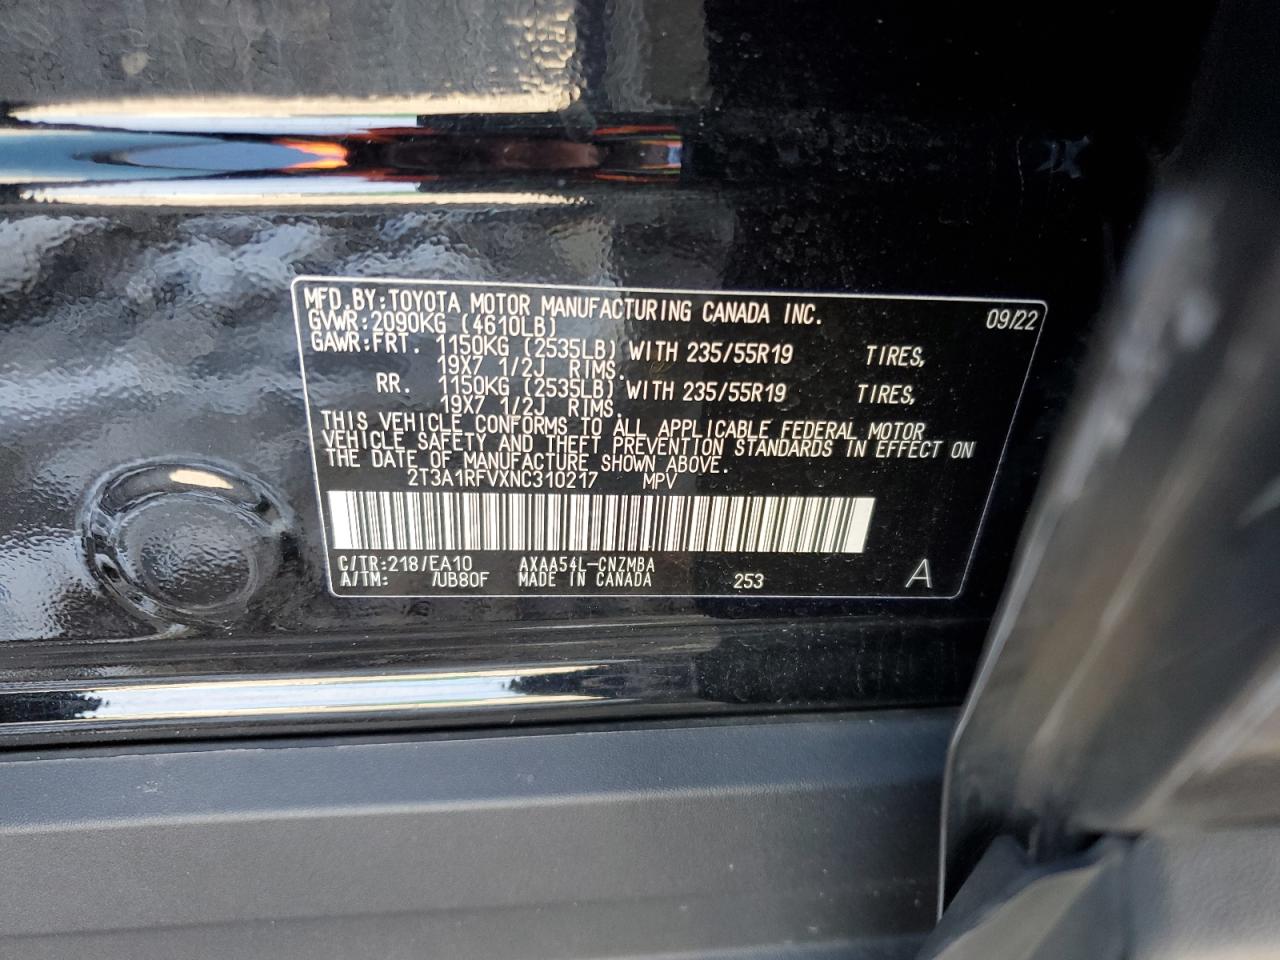 MFD.BY:TOYOTA MOTOR MANUFACTURING CANADA INC. 09/22
GVWR:2090KG (4610LB)
GAWR:FRT. 1150KG (2535LB) WITH 235/55R19 TIRES,
19X7 1/2J RIMS.
RR. 1150KG (2535LB) WITH 235/55R19 TIRES,
19X7 1/2J RIMS.
THIS VEHICLE CONFORMS TO ALL APPLICABLE FEDERAL MOTOR
VEHICLE SAFETY AND THEFT PREVENTION STANDARDS IN EFFECT ON
THE DATE OF MANUFACTURE SHOWN ABOVE.
2T3A1RFVXNC310217 MPV
C/TR:218/EA10 AXAA54L-CNZMBA
A/TM: /UB80F MADE IN CANADA 253 A